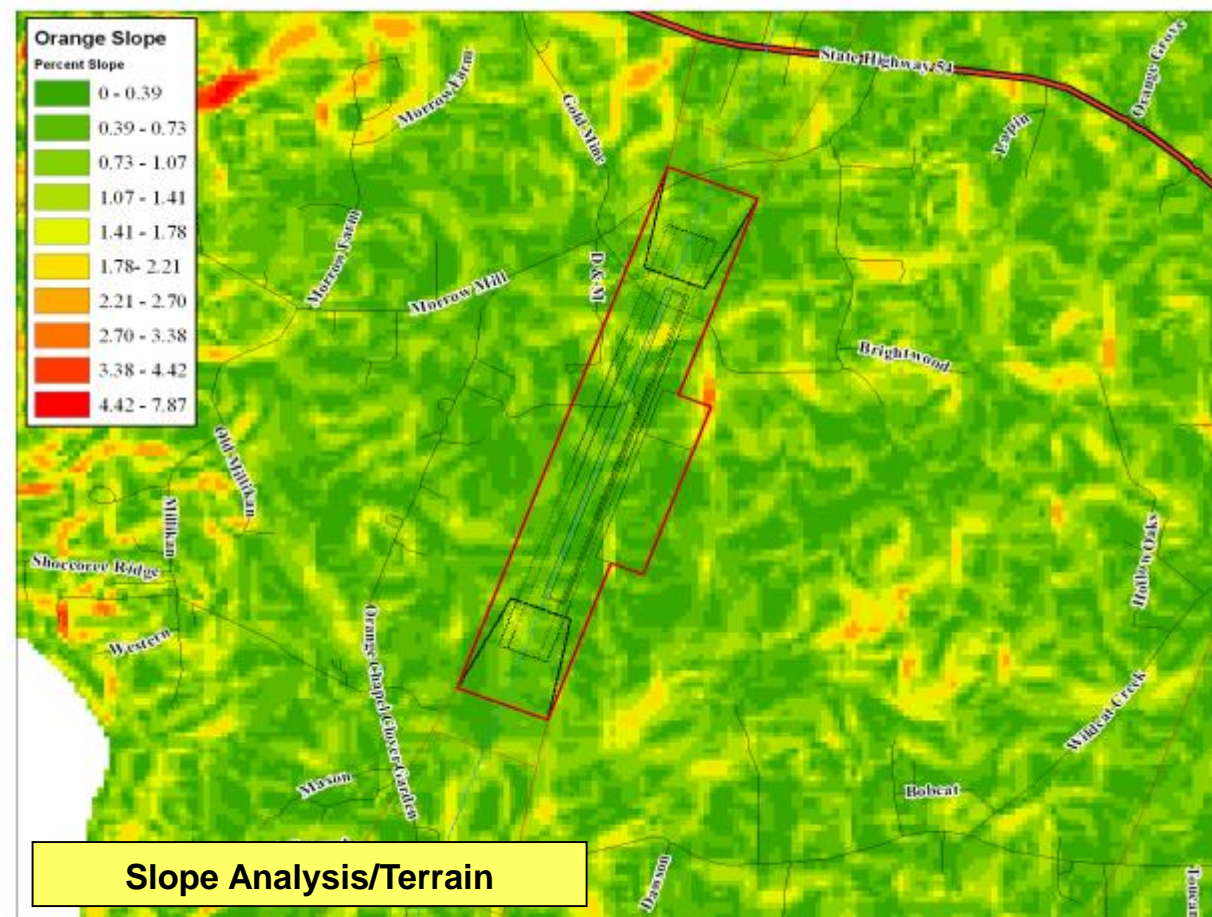 Orange Slope
Percent Slope
0 - 0.39
0.39 - 0.73
0.73 - 1.07
1.07 - 1.41
1.41 - 1.78
1.78- 2.21
2.21 - 2.70
2.70 - 3.38
3.38 - 4.42
4.42 - 7.87
State Highway 54
Orange Grove
Morrow Farm
Gold Mine
Morrow Farm
D & M
Morrow Mill
Brightwood
Old Millikan
Millikan
Shoccoree Ridge
Western
Hollow Oaks
Orange Chapel Clover Garden
Wildcat Creek
Mason
Bobcat
Dawson
Toucan
Slope Analysis/Terrain